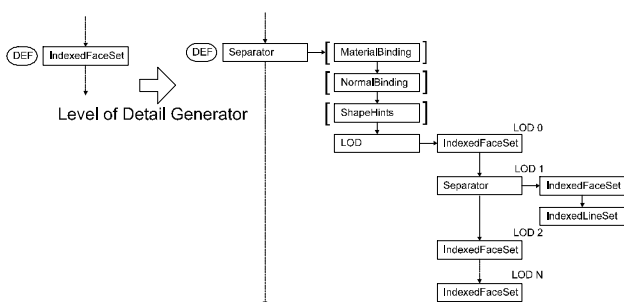 DEF
IndexedFaceSet
Level of Detail Generator
DEF
Separator
[ MaterialBinding ]
[ NormalBinding ]
[ ShapeHints ]
LOD
LOD 0
IndexedFaceSet
LOD 1
Separator
IndexedFaceSet
IndexedLineSet
LOD 2
IndexedFaceSet
LOD N
IndexedFaceSet